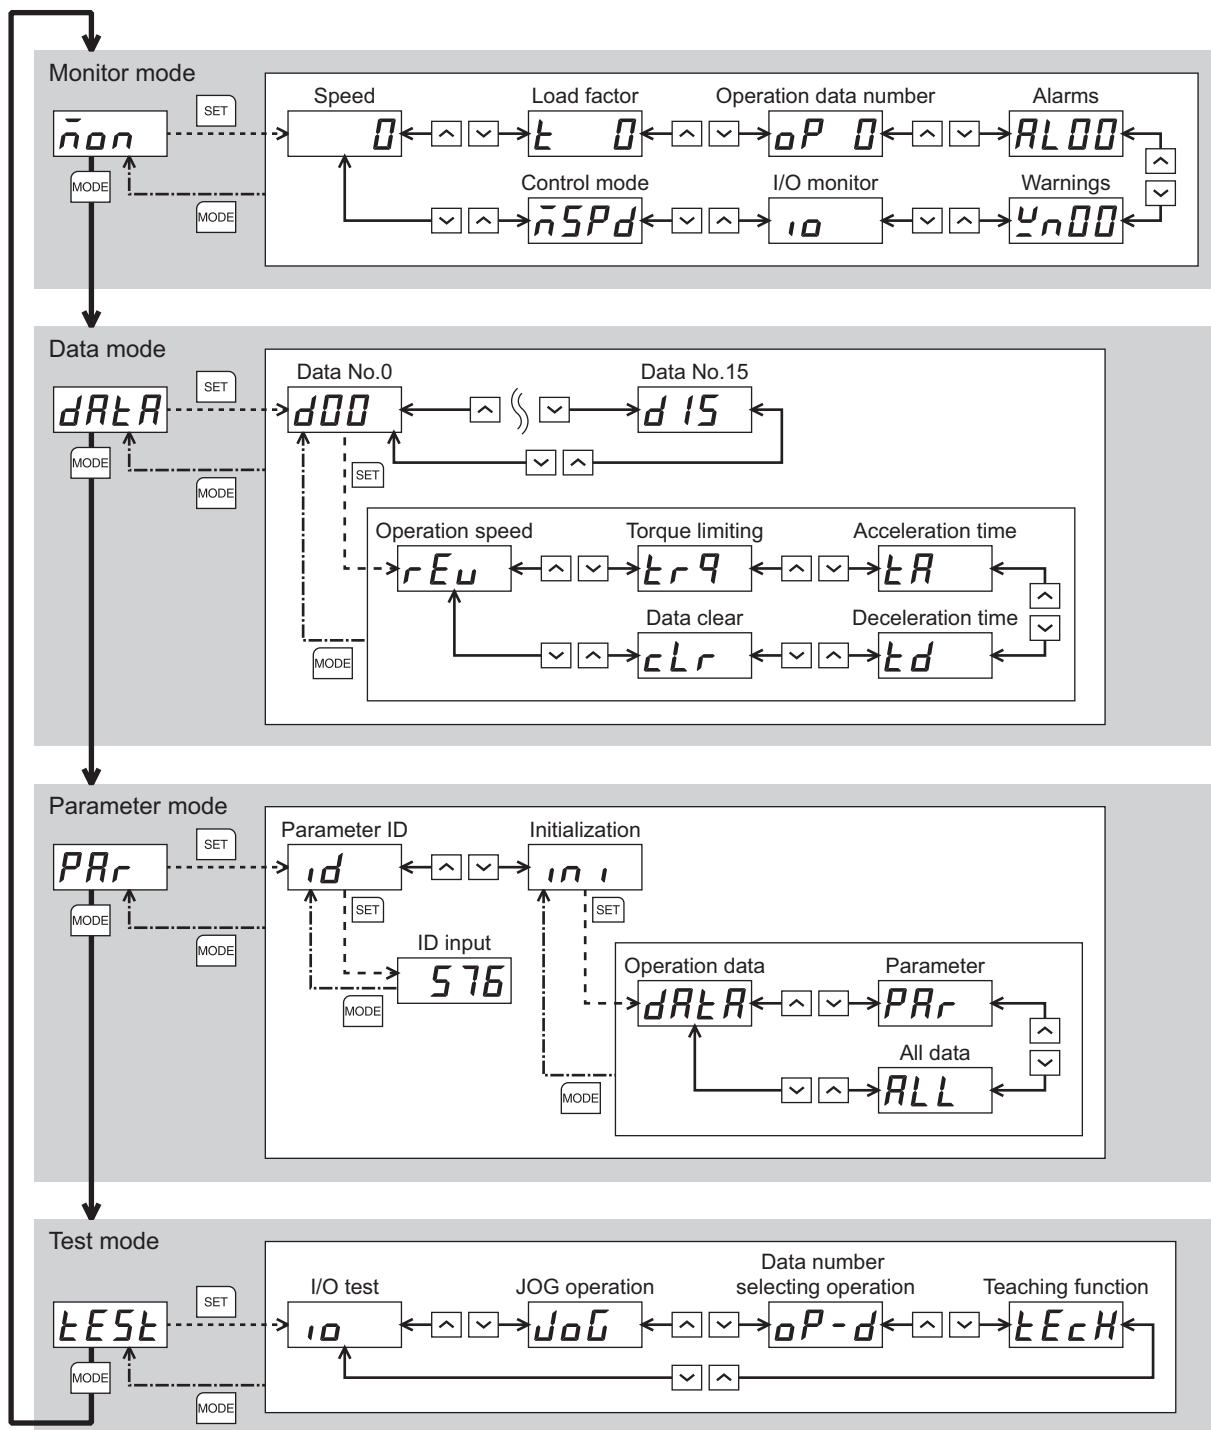 Monitor mode
Speed Load factor Operation data number Alarms
SET
mon 0 t 0 oP 0 AL00
MODE
Control mode I/O monitor Warnings
MODE
mSPd io Wn00
Data mode
Data No.0 Data No.15
SET
dAtA d00 d15
MODE
SET
MODE
Operation speed Torque limiting Acceleration time
rEv trq tA
Data clear Deceleration time
MODE
cLr td
Parameter mode
Parameter ID Initialization
SET
PAr id ini
MODE
SET SET
MODE
ID input
576
Operation data Parameter
MODE
dAtA PAr
All data
MODE
ALL
Test mode
Data number
I/O test JOG operation selecting operation Teaching function
SET
tESt io JoG oP-d tEcH
MODE
MODE